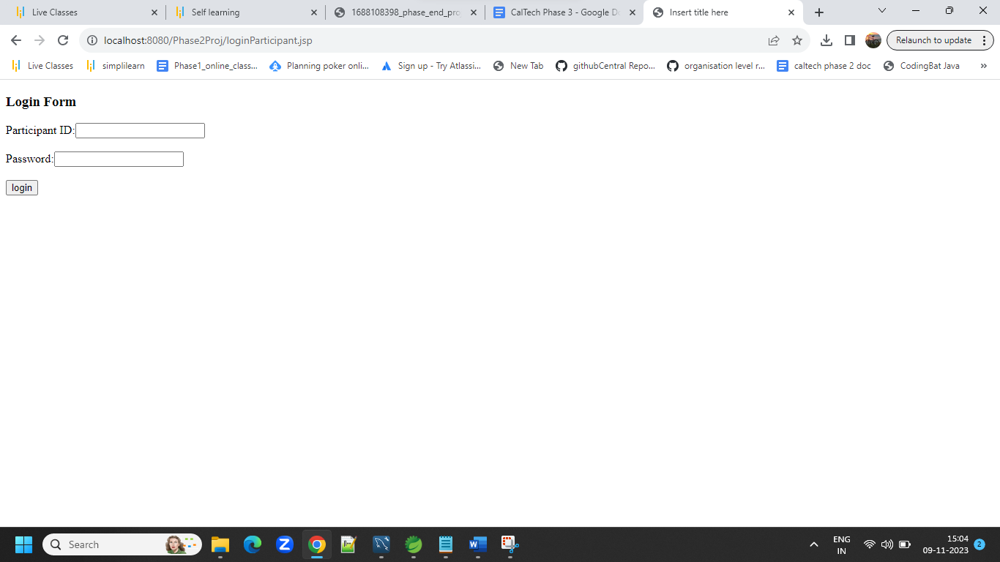 Live Classes
Self learning
1688108398_phase_end_pro
CalTech Phase 3 - Google Do
Insert title here
localhost:8080/Phase2Proj/loginParticipant.jsp
Relaunch to update
Live Classes
simplilearn
Phase1_online_class...
Planning poker onli...
Sign up - Try Atlassi...
New Tab
githubCentral Repo...
organisation level r...
caltech phase 2 doc
CodingBat Java
»
Login Form
Participant ID:
Password:
login
Search
ENG
IN
15:04
09-11-2023
2